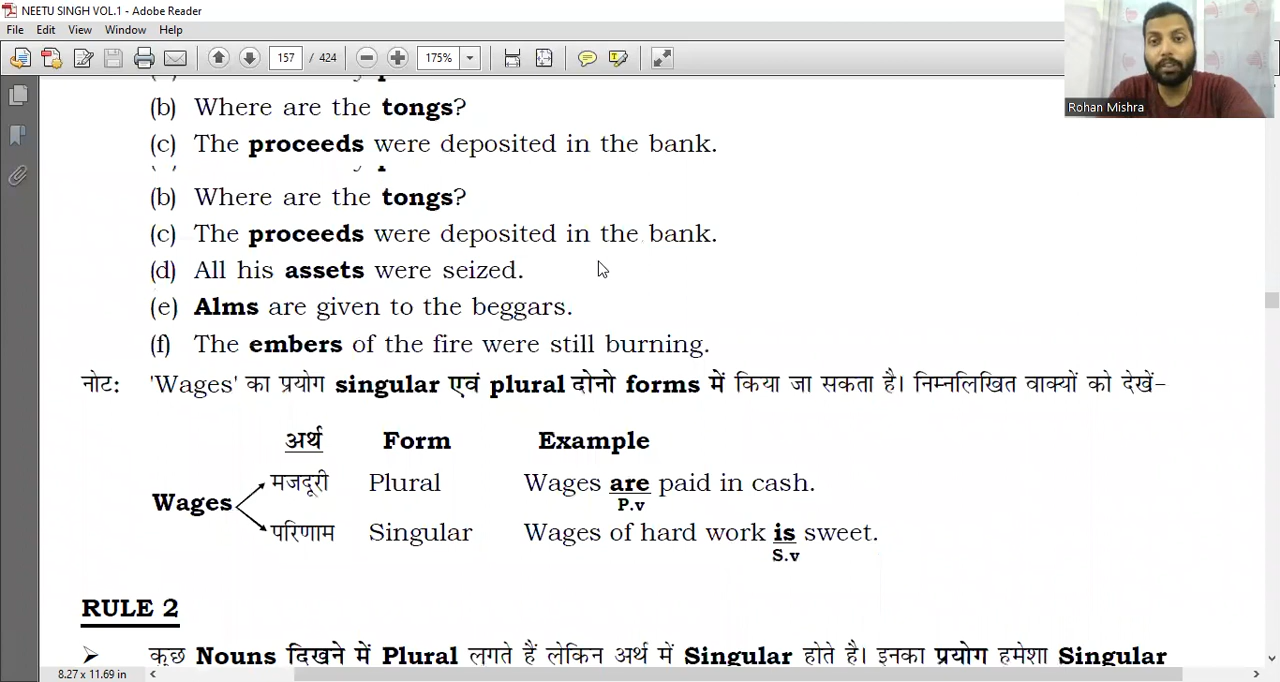 NEETU SINGH VOL.1 - Adobe Reader
File Edit View Window Help
157 / 424 175%
Rohan Mishra
(b) Where are the tongs?
(c) The proceeds were deposited in the bank.
(b) Where are the tongs?
(c) The proceeds were deposited in the bank.
(d) All his assets were seized.
(e) Alms are given to the beggars.
(f) The embers of the fire were still burning.
नोट: 'Wages' का प्रयोग singular एवं plural दोनो forms में किया जा सकता है। निम्नलिखित वाक्यों को देखें–
अर्थ Form Example
मजदूरी Plural Wages are paid in cash.
P.v
Wages
परिणाम Singular Wages of hard work is sweet.
S.v
RULE 2
कुछ Nouns दिखने में Plural लगते हैं लेकिन अर्थ में Singular होते है। इनका प्रयोग हमेशा Singular
8.27 x 11.69 in